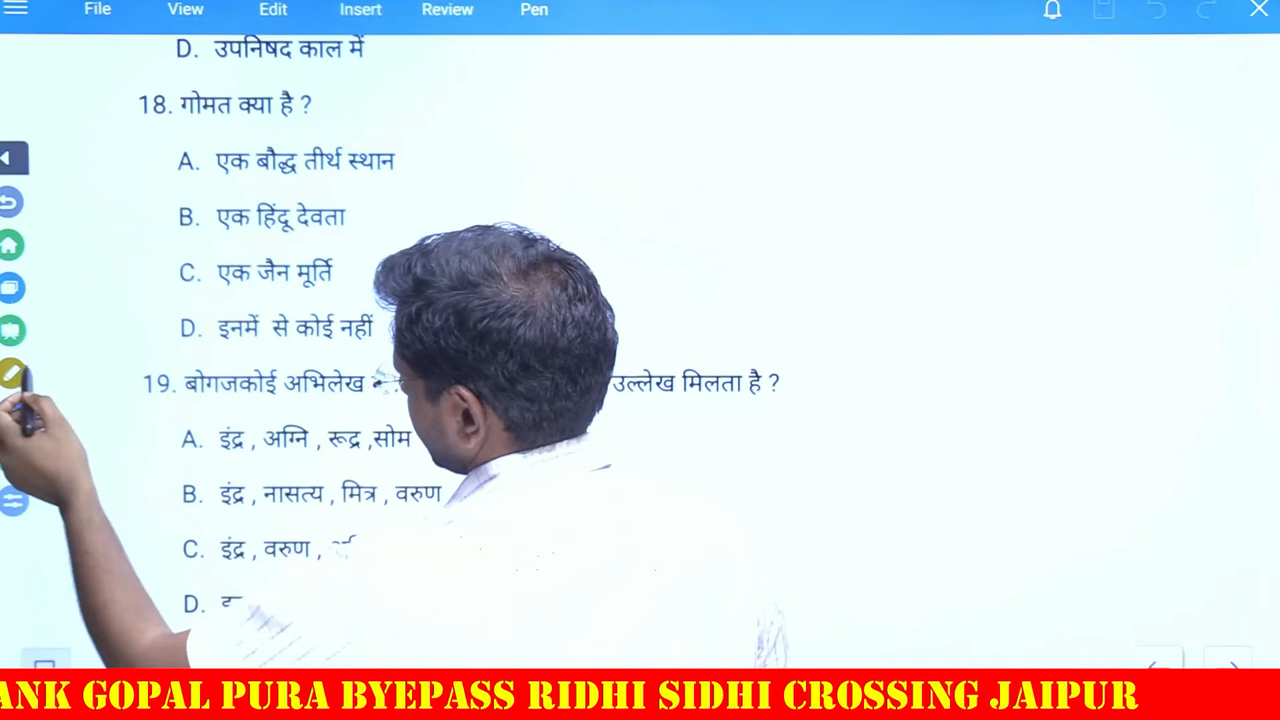 File View Edit Insert Review Pen
D. उपनिषद काल में
18. गोमत क्या है ?
A. एक बौद्ध तीर्थ स्थान
B. एक हिंदू देवता
C. एक जैन मूर्ति
D. इनमें से कोई नहीं
19. बोगजकोई अभिलेख उल्लेख मिलता है ?
A. इंद्र , अग्नि , रूद्र ,सोम
B. इंद्र , नासत्य , मित्र , वरुण
C. इंद्र , वरुण ,
D.
ANK GOPAL PURA BYEPASS RIDHI SIDHI CROSSING JAIPUR